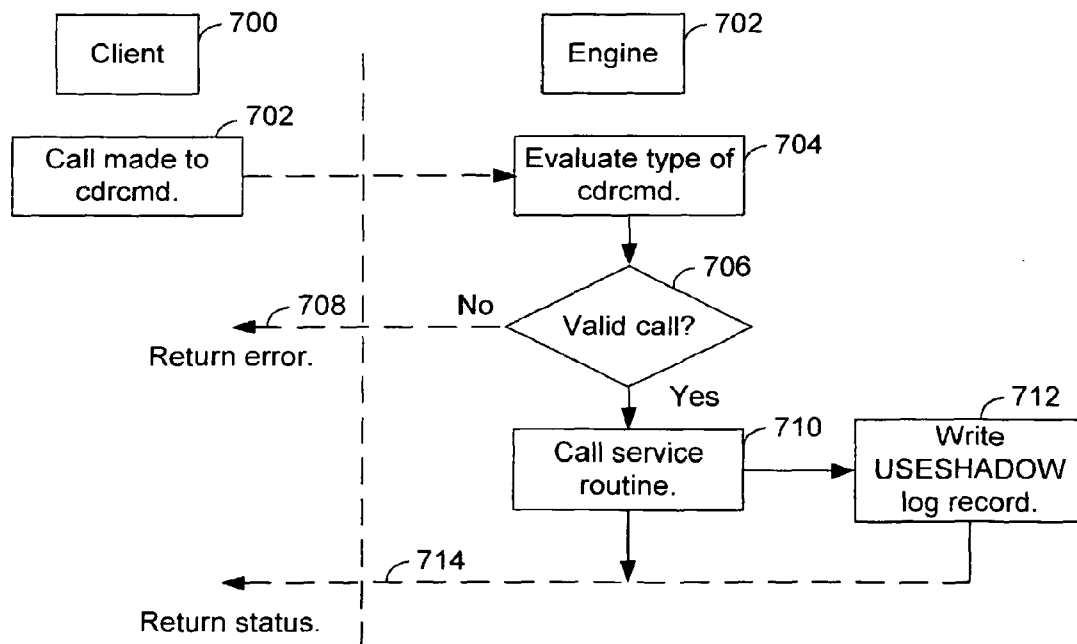 700
Client
702
Engine
702
Call made to
cdrcmd.
704
Evaluate type of
cdrcmd.
706
Valid call?
No
708
Return error.
Yes
710
Call service
routine.
712
Write
USESHADOW
log record.
714
Return status.